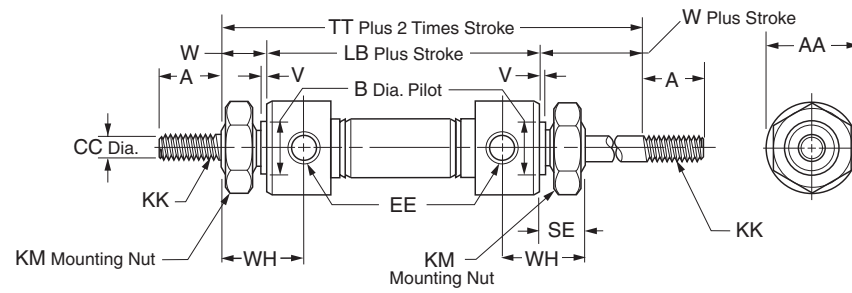 TT Plus 2 Times Stroke
W Plus Stroke
W
LB Plus Stroke
AA
A
V
V
A
B Dia. Pilot
CC Dia.
KK
EE
SE
KK
KM Mounting Nut
WH
KM
Mounting Nut
WH